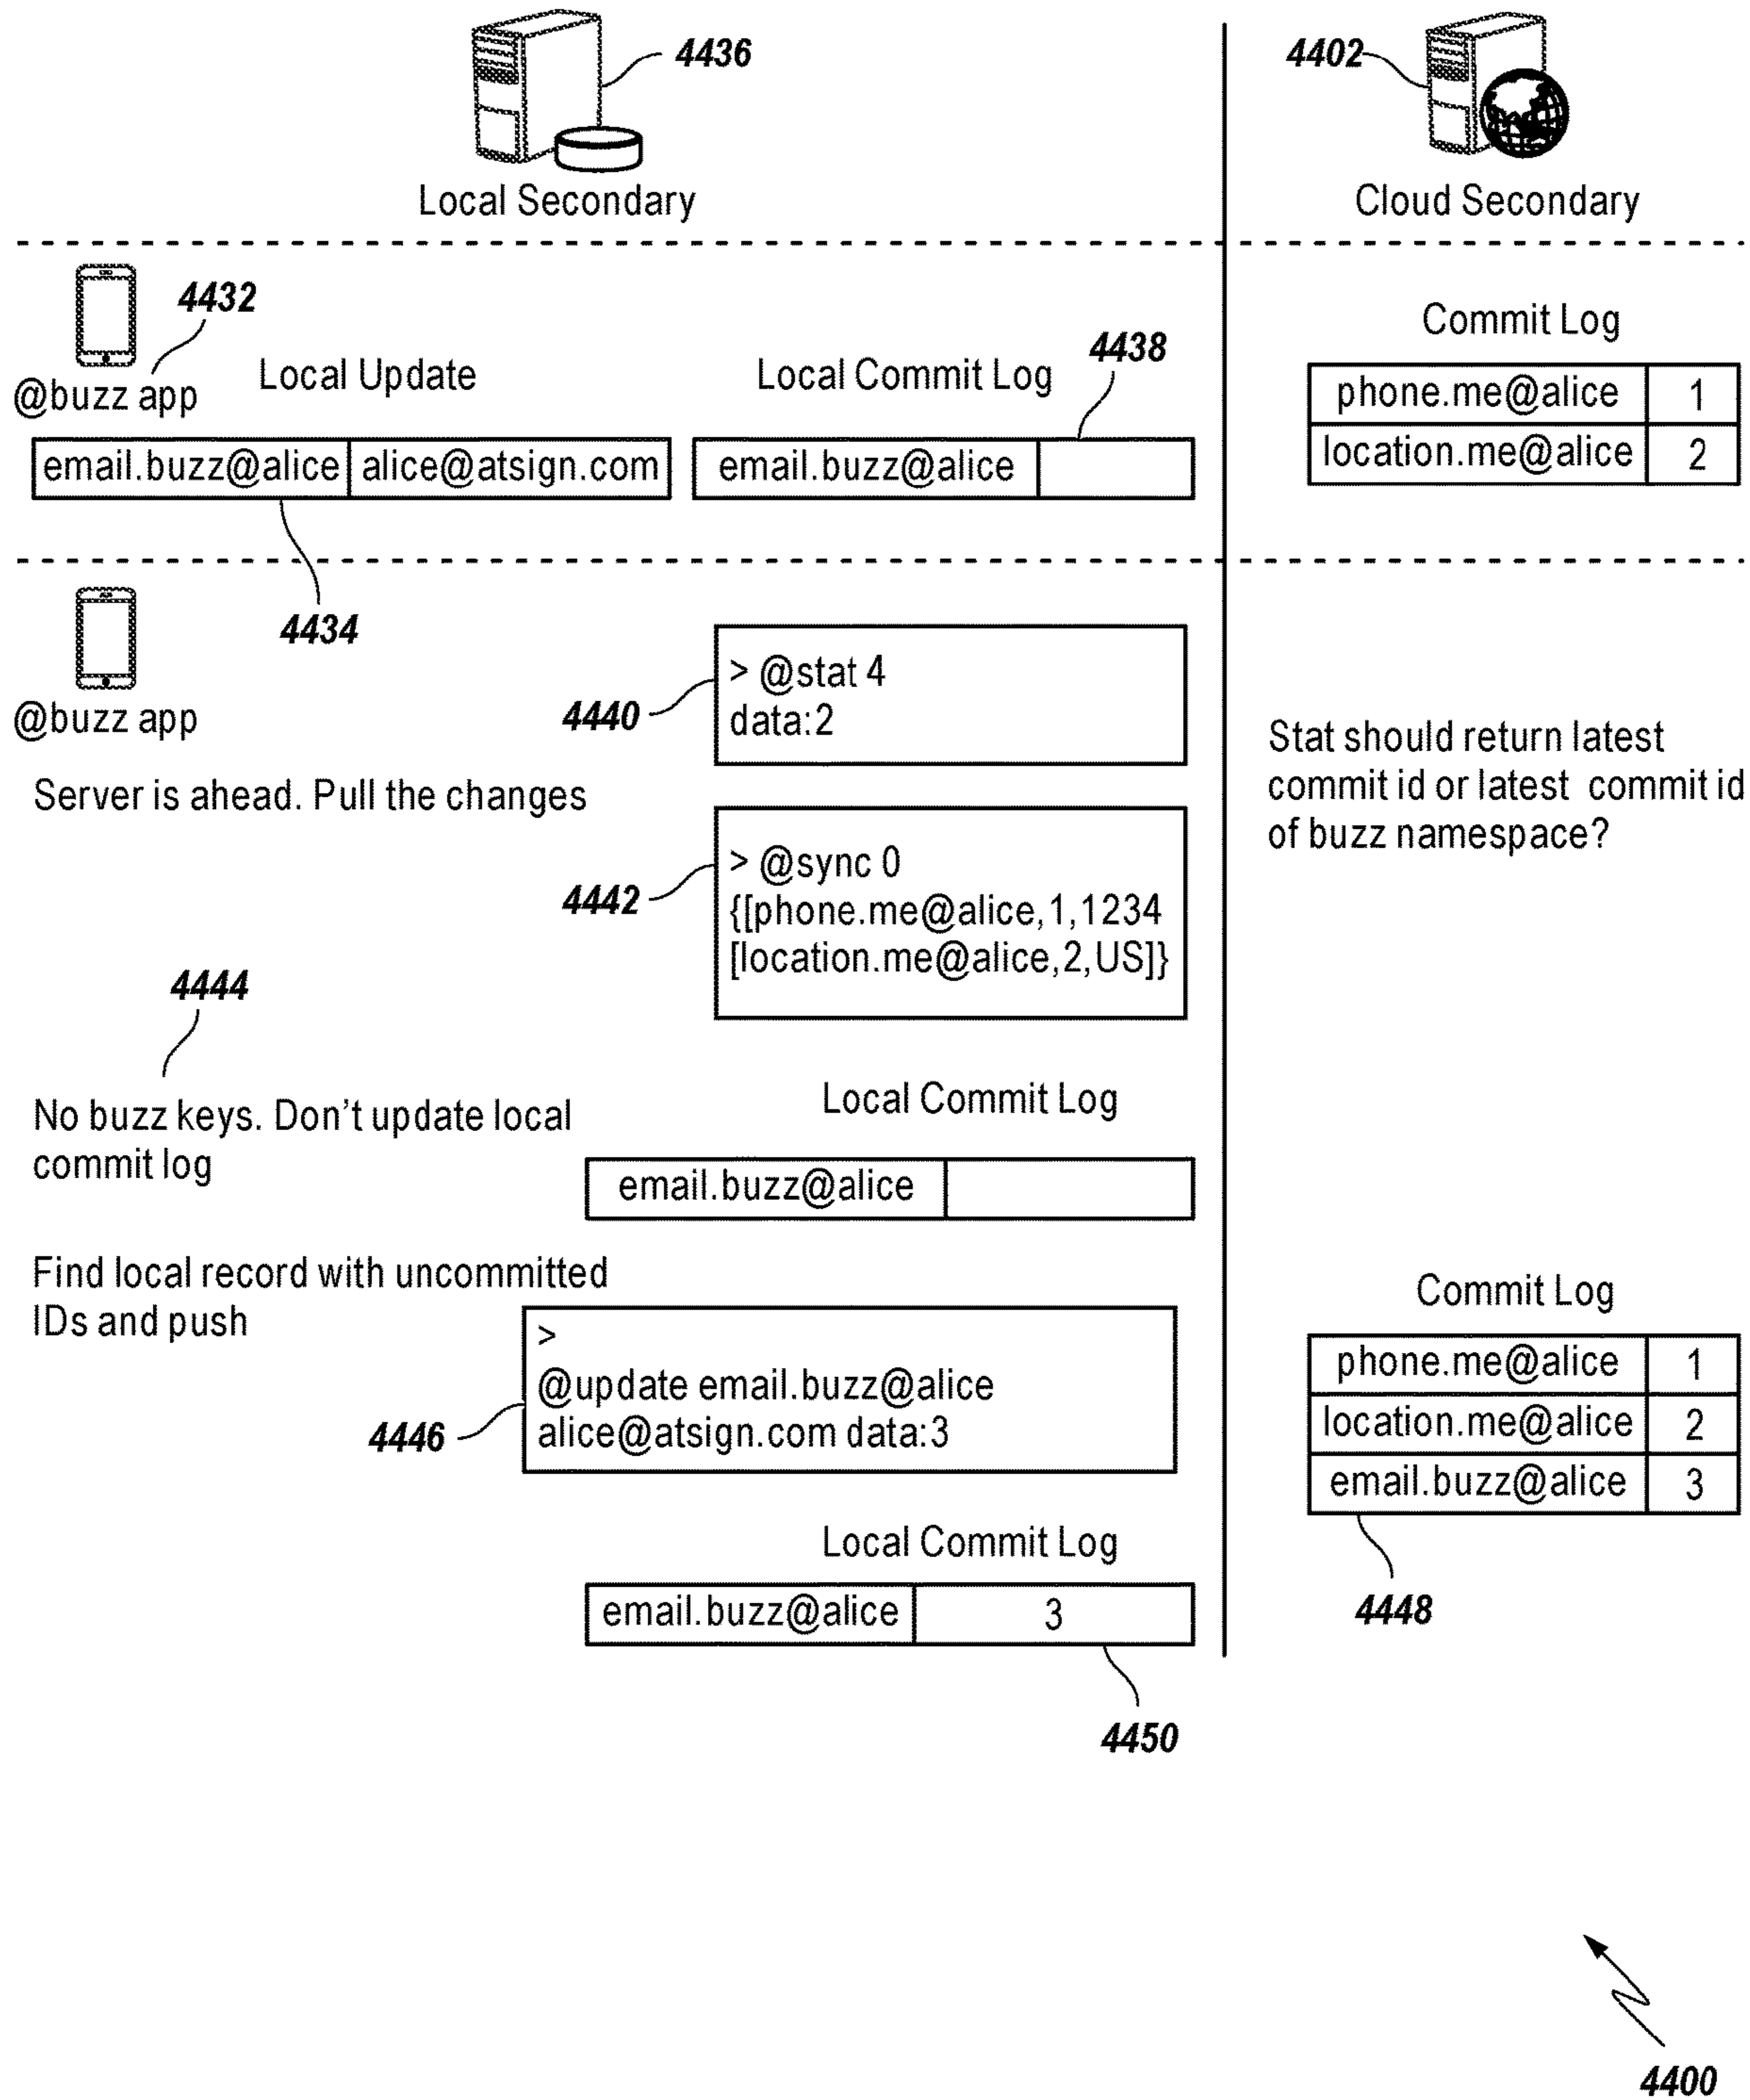 4436
4402
Local Secondary
Cloud Secondary
4432
@buzz app
Local Update
Local Commit Log
4438
email.buzz@alice alice@atsign.com
email.buzz@alice
4434
Commit Log
phone.me@alice 1
location.me@alice 2
@buzz app
4440
> @stat 4
data:2
Server is ahead. Pull the changes
Stat should return latest
commit id or latest commit id
of buzz namespace?
4442
> @sync 0
{[phone.me@alice,1,1234
[location.me@alice,2,US]}
4444
No buzz keys. Don't update local
commit log
Local Commit Log
email.buzz@alice
Find local record with uncommitted
IDs and push
4446
>
@update email.buzz@alice
alice@atsign.com data:3
Commit Log
phone.me@alice 1
location.me@alice 2
email.buzz@alice 3
4448
Local Commit Log
email.buzz@alice 3
4450
4400